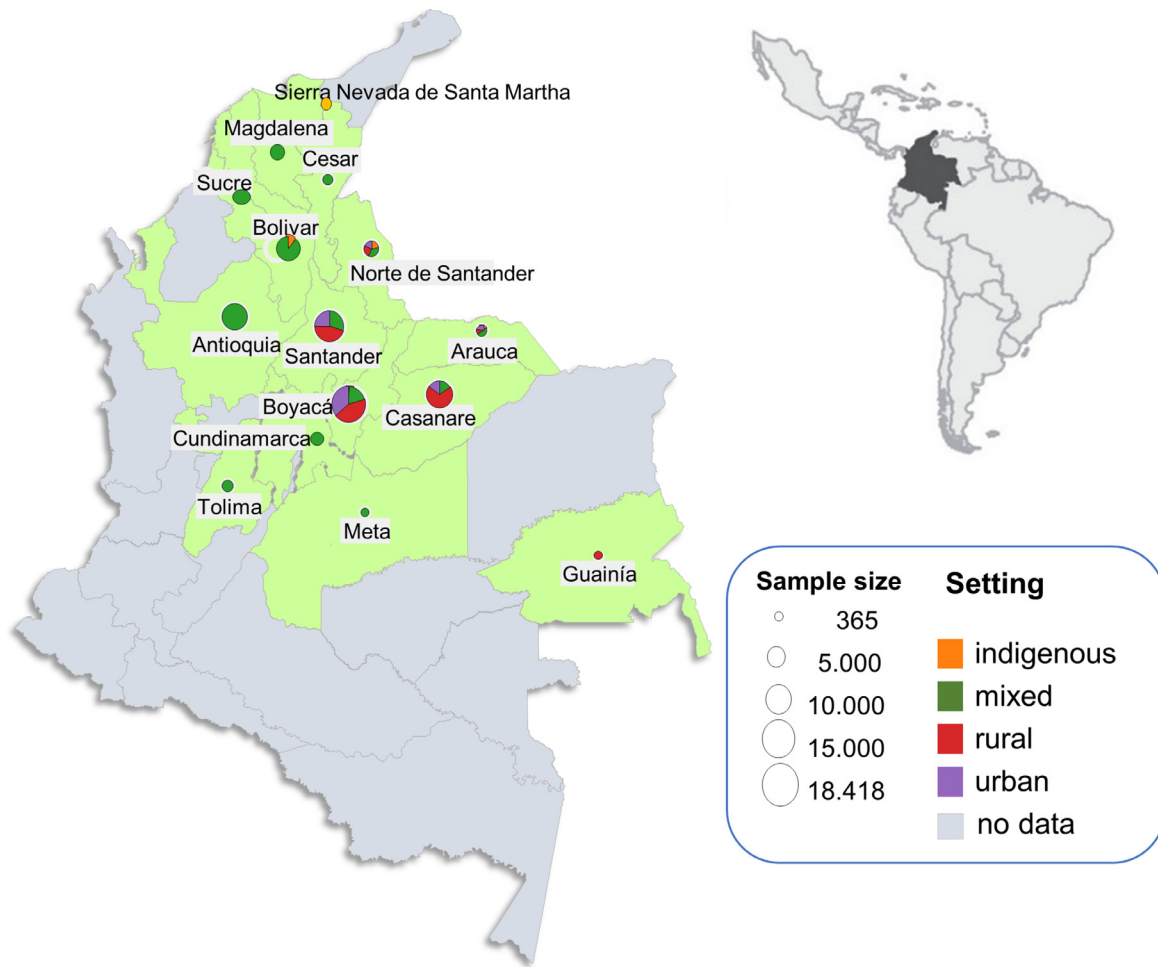 Sierra Nevada de Santa Martha
Magdalena
Cesar
Sucre
Bolivar
Norte de Santander
Antioquia
Santander
Arauca
Boyacá
Casanare
Cundinamarca
Tolima
Meta
Guainía
Sample size
365
5.000
10.000
15.000
18.418
Setting
indigenous
mixed
rural
urban
no data